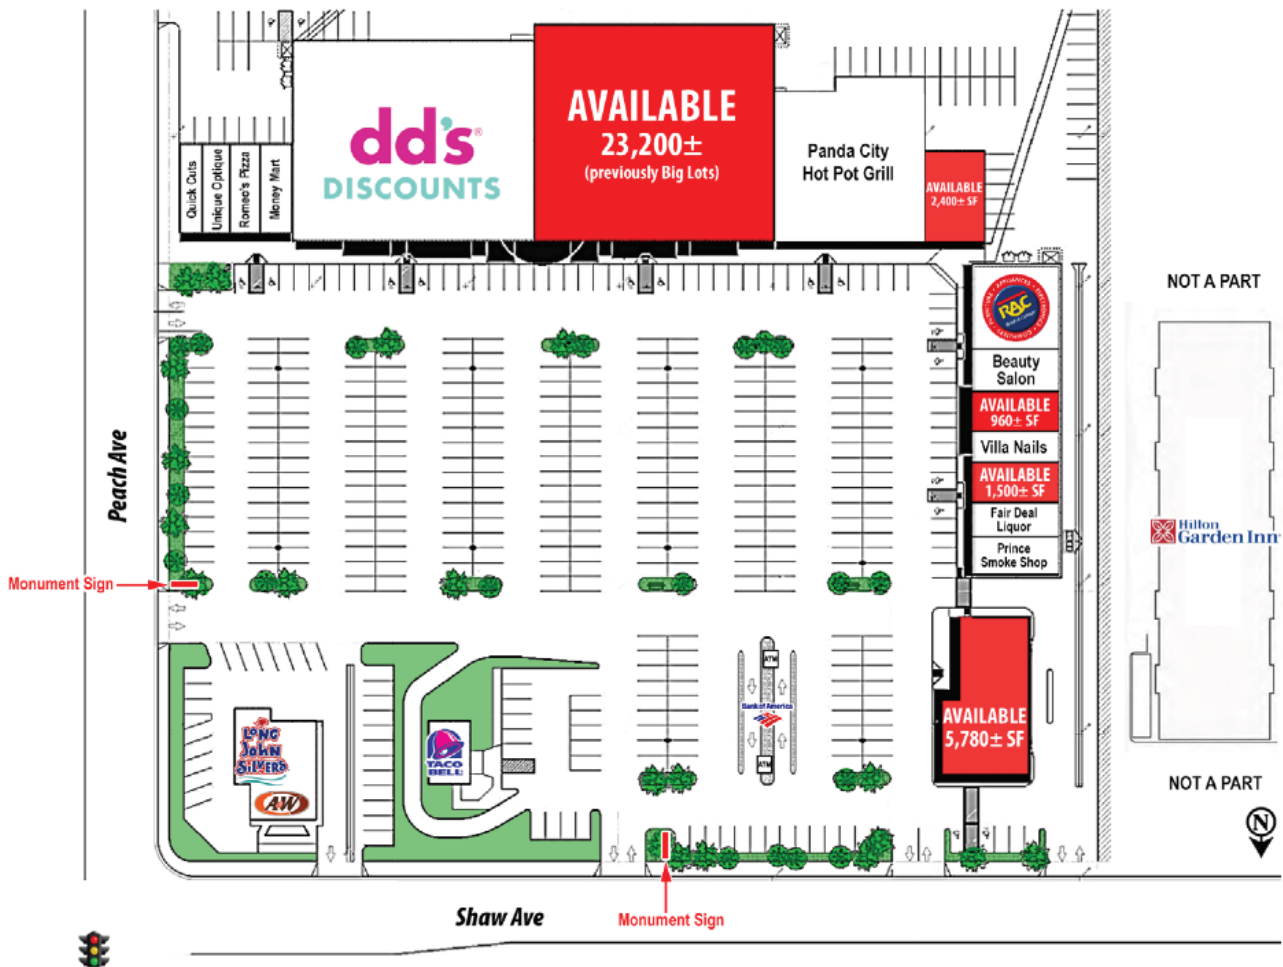 dd's®
DISCOUNTS
AVAILABLE
23,200±
(previously Big Lots)
Panda City
Hot Pot Grill
AVAILABLE
2,400± SF
Quick Cuts
Unique Optique
Romeo's Pizza
Money Mart
RAC
Beauty
Salon
AVAILABLE
960± SF
Villa Nails
AVAILABLE
1,500± SF
Fair Deal
Liquor
Prince
Smoke Shop
NOT A PART
Hilton
Garden Inn
NOT A PART
Peach Ave
Monument Sign
LONG
JOHN
SILVER'S
A&W
TACO
BELL
ATM
Bank of America
ATM
AVAILABLE
5,780± SF
N
Shaw Ave
Monument Sign